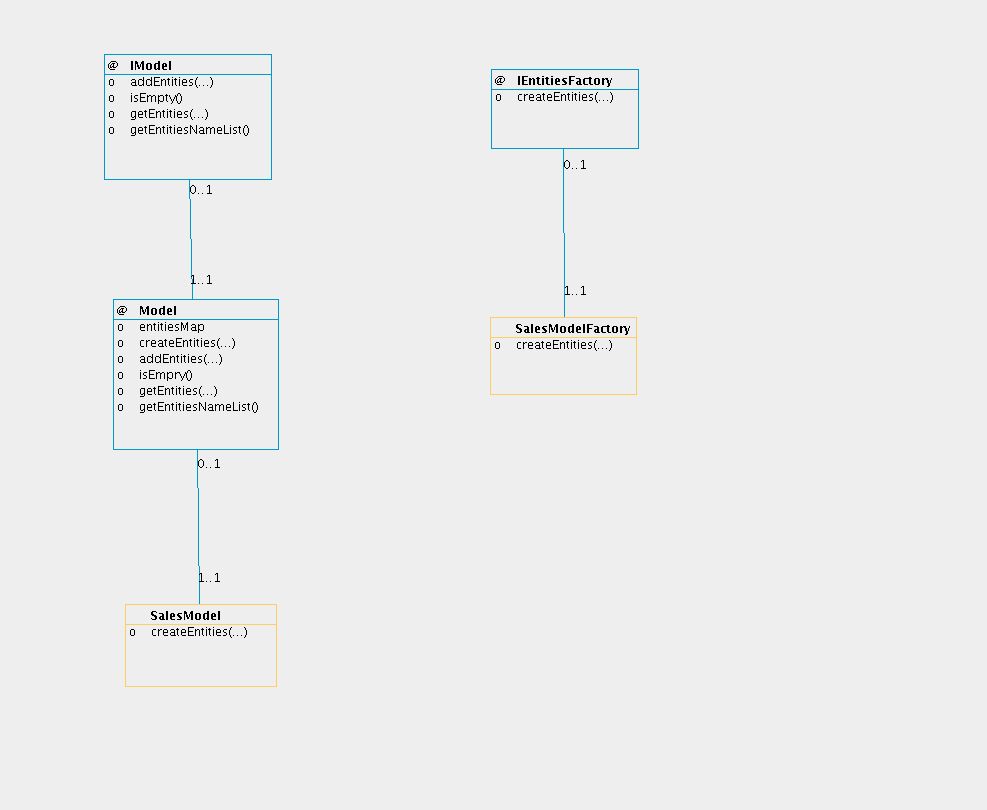 @ IModel
o addEntities(...)
o isEmpty()
o getEntities(...)
o getEntitiesNameList()
0..1
1..1
@ Model
o entitiesMap
o createEntities(...)
o addEntities(...)
o isEmpry()
o getEntities(...)
o getEntitiesNameList()
0..1
1..1
SalesModel
o createEntities(...)
@ IEntitiesFactory
o createEntities(...)
0..1
1..1
SalesModelFactory
o createEntities(...)